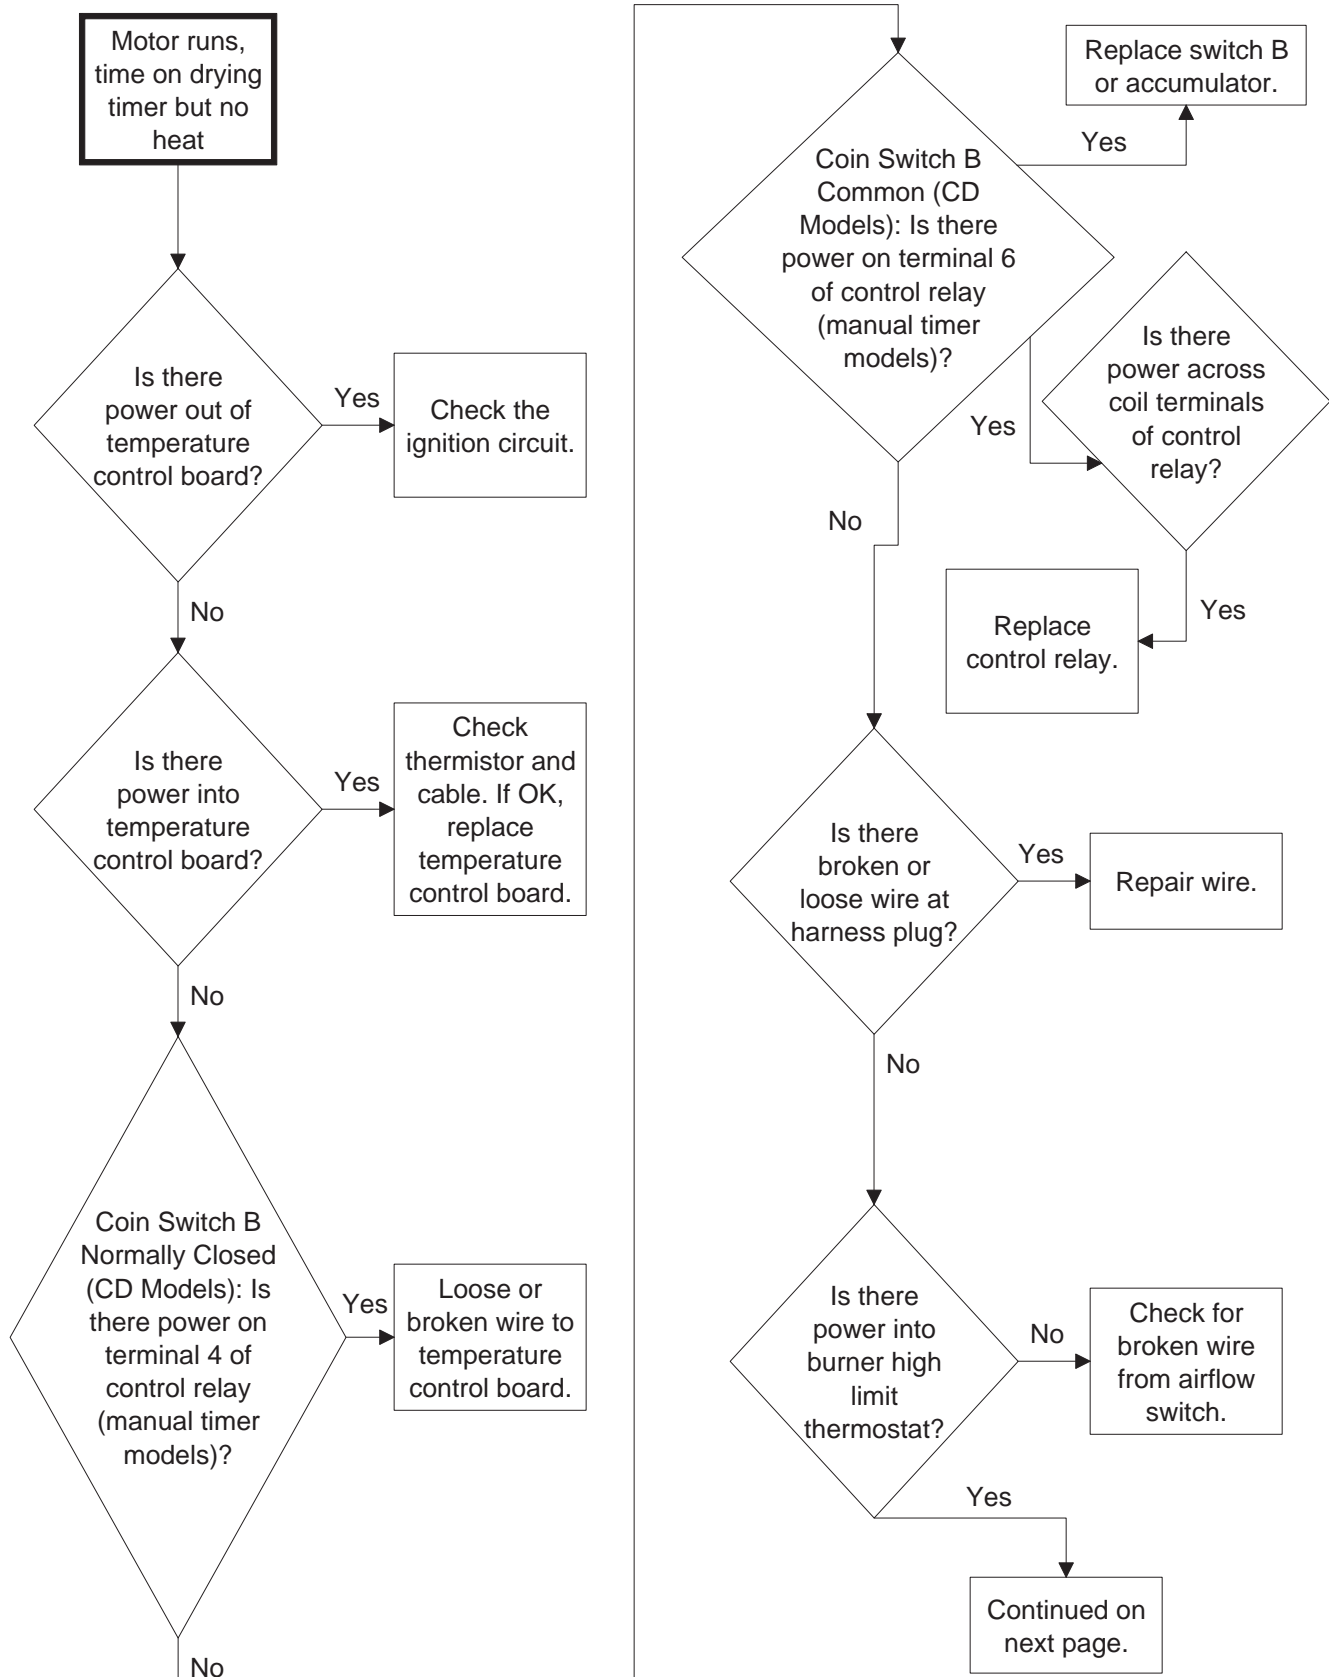 Motor runs,
time on drying
timer but no
heat
Is there
power out of
temperature
control board?
Yes
Check the
ignition circuit.
No
Is there
power into
temperature
control board?
Yes
Check
thermistor and
cable. If OK,
replace
temperature
control board.
No
Coin Switch B
Normally Closed
(CD Models): Is
there power on
terminal 4 of
control relay
(manual timer
models)?
Yes
Loose or
broken wire to
temperature
control board.
No
Coin Switch B
Common (CD
Models): Is there
power on terminal 6
of control relay
(manual timer
models)?
Yes
Replace switch B
or accumulator.
Yes
Is there
power across
coil terminals
of control
relay?
Yes
Replace
control relay.
No
Is there
broken or
loose wire at
harness plug?
Yes
Repair wire.
No
Is there
power into
burner high
limit
thermostat?
No
Check for
broken wire
from airflow
switch.
Yes
Continued on
next page.